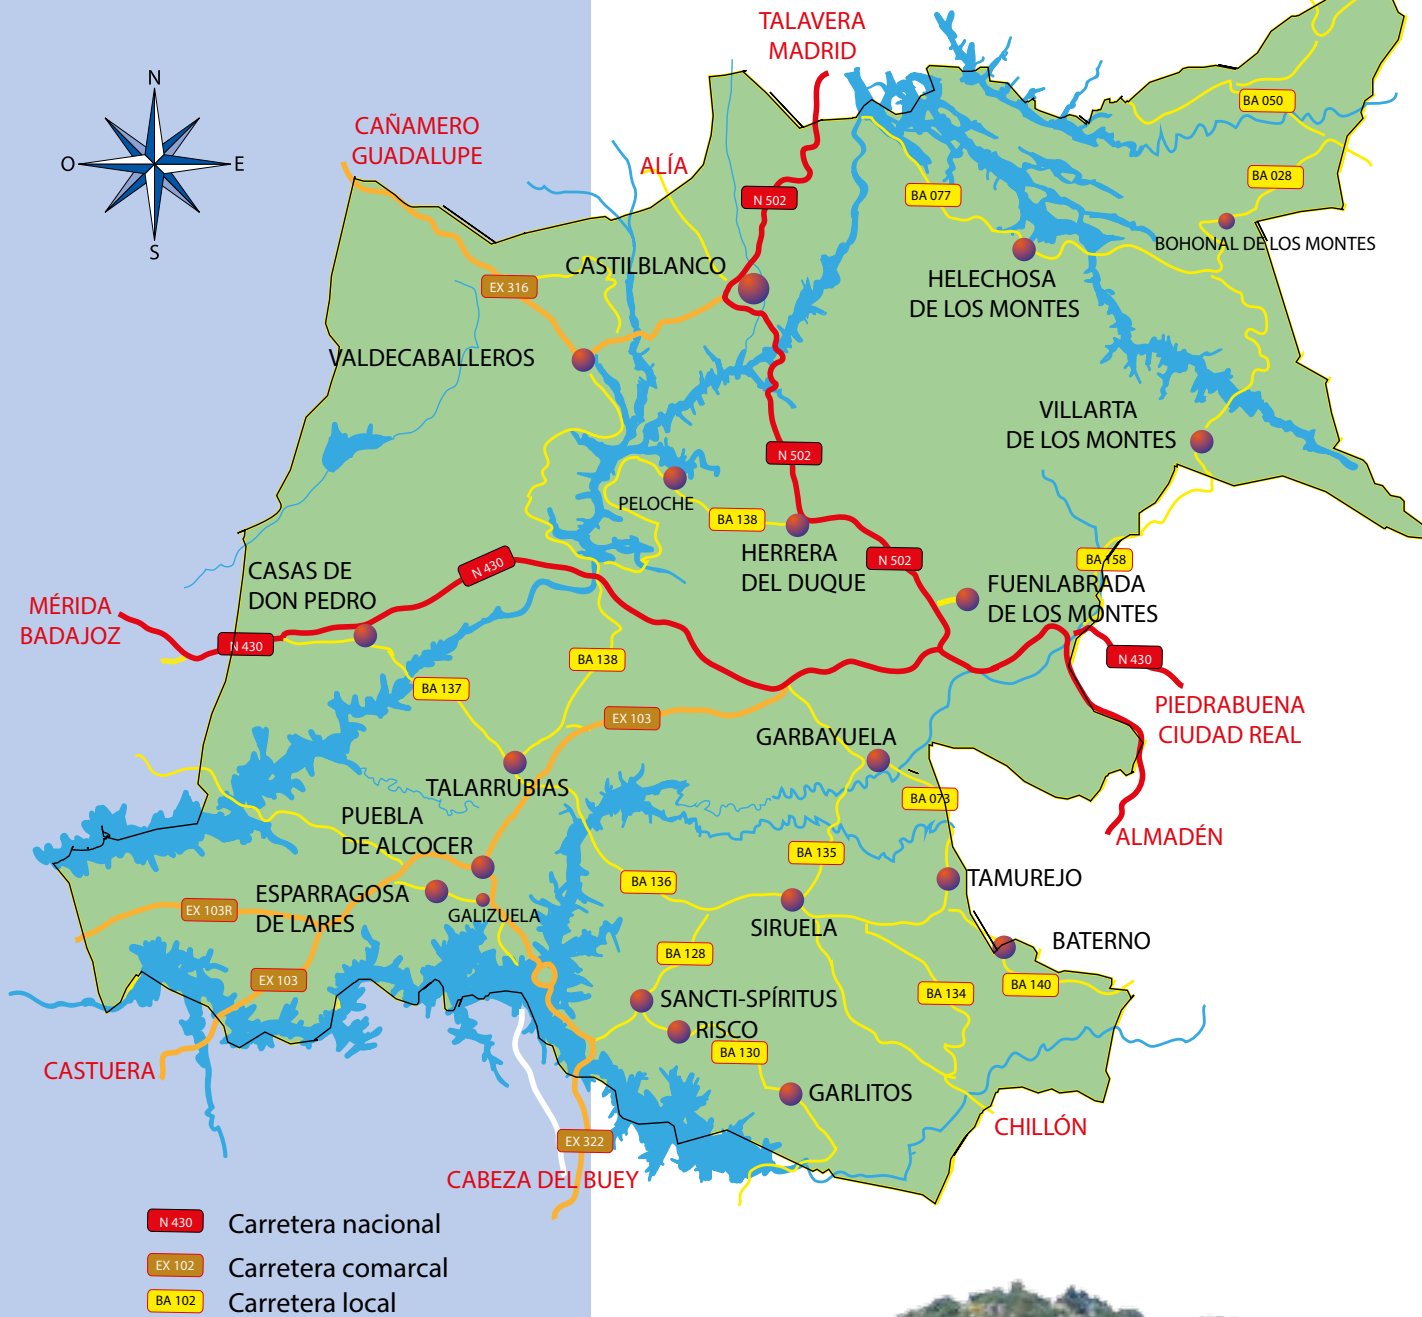 TALAVERA
MADRID
N
O
E
S
CAÑAMERO
GUADALUPE
ALÍA
BA 050
BA 028
N 502
BA 077
BOHONAL DE LOS MONTES
CASTILBLANCO
HELECHOSA
DE LOS MONTES
EX 316
VALDECABALLEROS
VILLARTA
DE LOS MONTES
N 502
PELOCHE
BA 138
HERRERA
DEL DUQUE
N 502
BA 158
N 430
CASAS DE
DON PEDRO
FUENLABRADA
DE LOS MONTES
MÉRIDA
BADAJOZ
N 430
N 430
BA 138
BA 137
PIEDRABUENA
CIUDAD REAL
EX 103
GARBAYUELA
TALARRUBIAS
BA 073
PUEBLA
DE ALCOCER
ALMADÉN
BA 135
BA 136
TAMUREJO
ESPARRAGOSA
DE LARES
EX 103R
GALIZUELA
SIRUELA
BATERNO
BA 128
EX 103
BA 134
BA 140
SANCTI-SPÍRITUS
RISCO
BA 130
CASTUERA
GARLITOS
CHILLÓN
EX 322
CABEZA DEL BUEY
N 430 Carretera nacional
EX 102 Carretera comarcal
BA 102 Carretera local